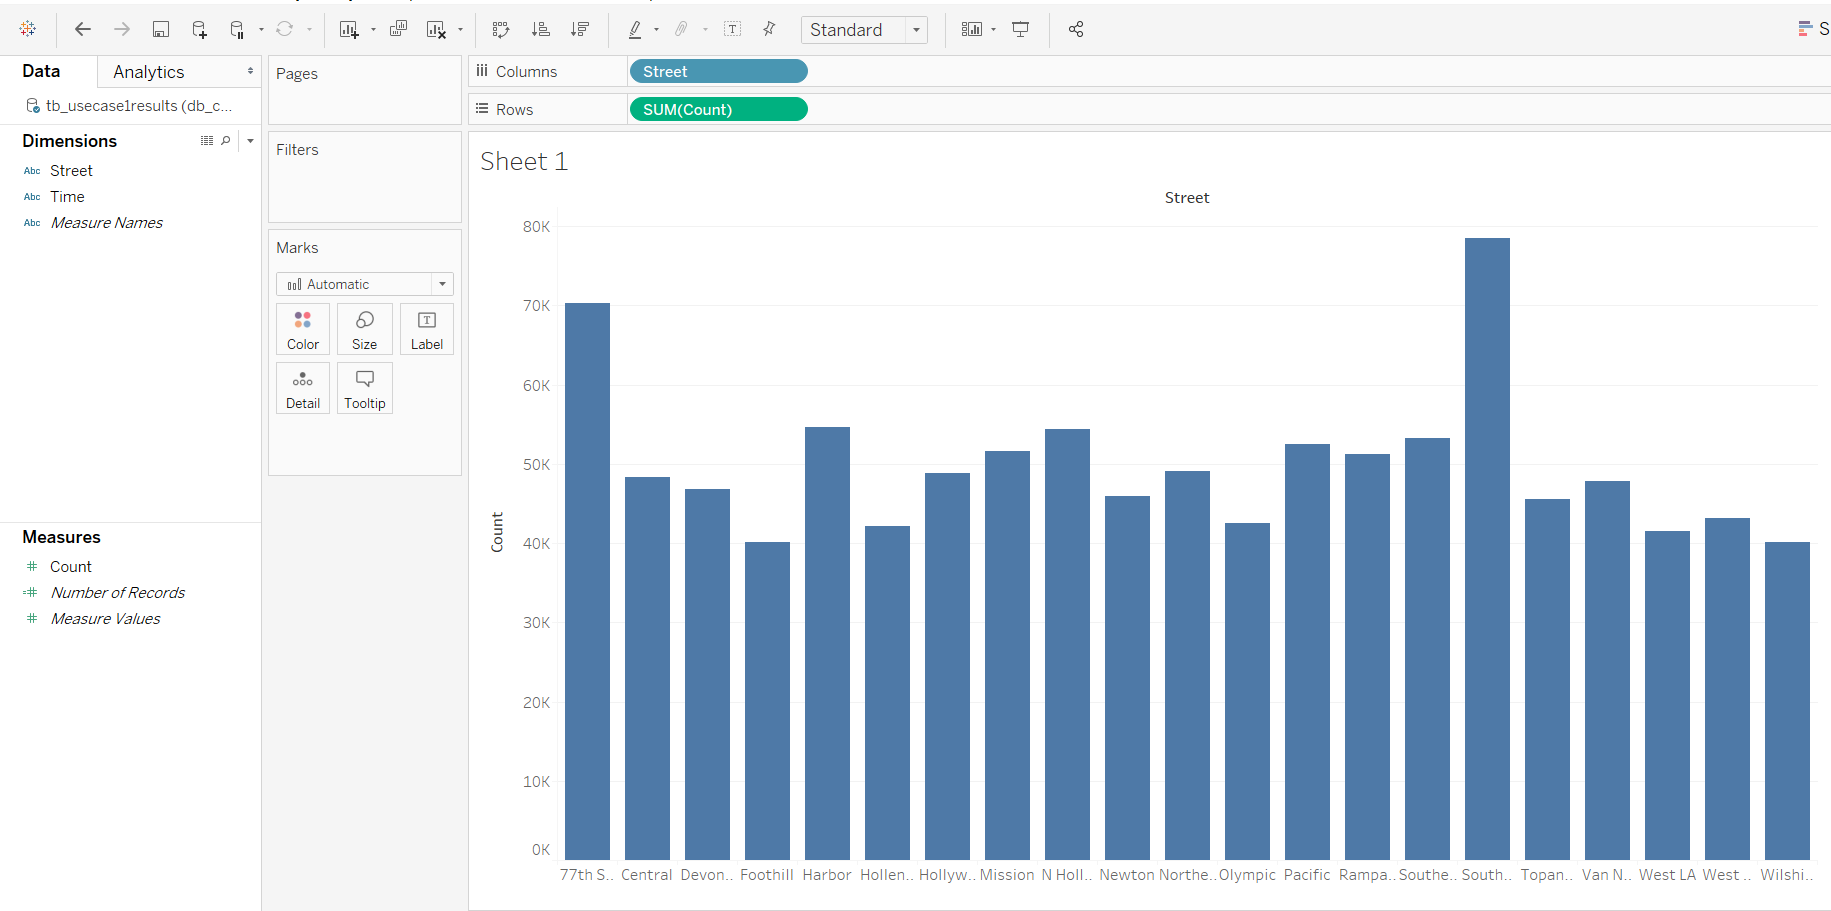 Standard
S
Data
Analytics
tb_usecase1results (db_c...
Dimensions
Abc Street
Abc Time
Abc Measure Names
Measures
# Count
=# Number of Records
# Measure Values
Pages
Filters
Marks
Automatic
Color
Size
T
Label
Detail
Tooltip
Columns
Street
Rows
SUM(Count)
Sheet 1
Street
80K
70K
60K
50K
40K
30K
20K
10K
0K
Count
77th S.. Central Devon.. Foothill Harbor Hollen.. Hollyw.. Mission N Holl.. Newton Northe.. Olympic Pacific Rampa.. Southe.. South.. Topan.. Van N.. West LA West .. Wilshi..